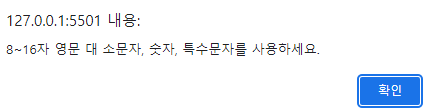 127.0.0.1:5501 내용:
8~16자 영문 대 소문자, 숫자, 특수문자를 사용하세요.
확인